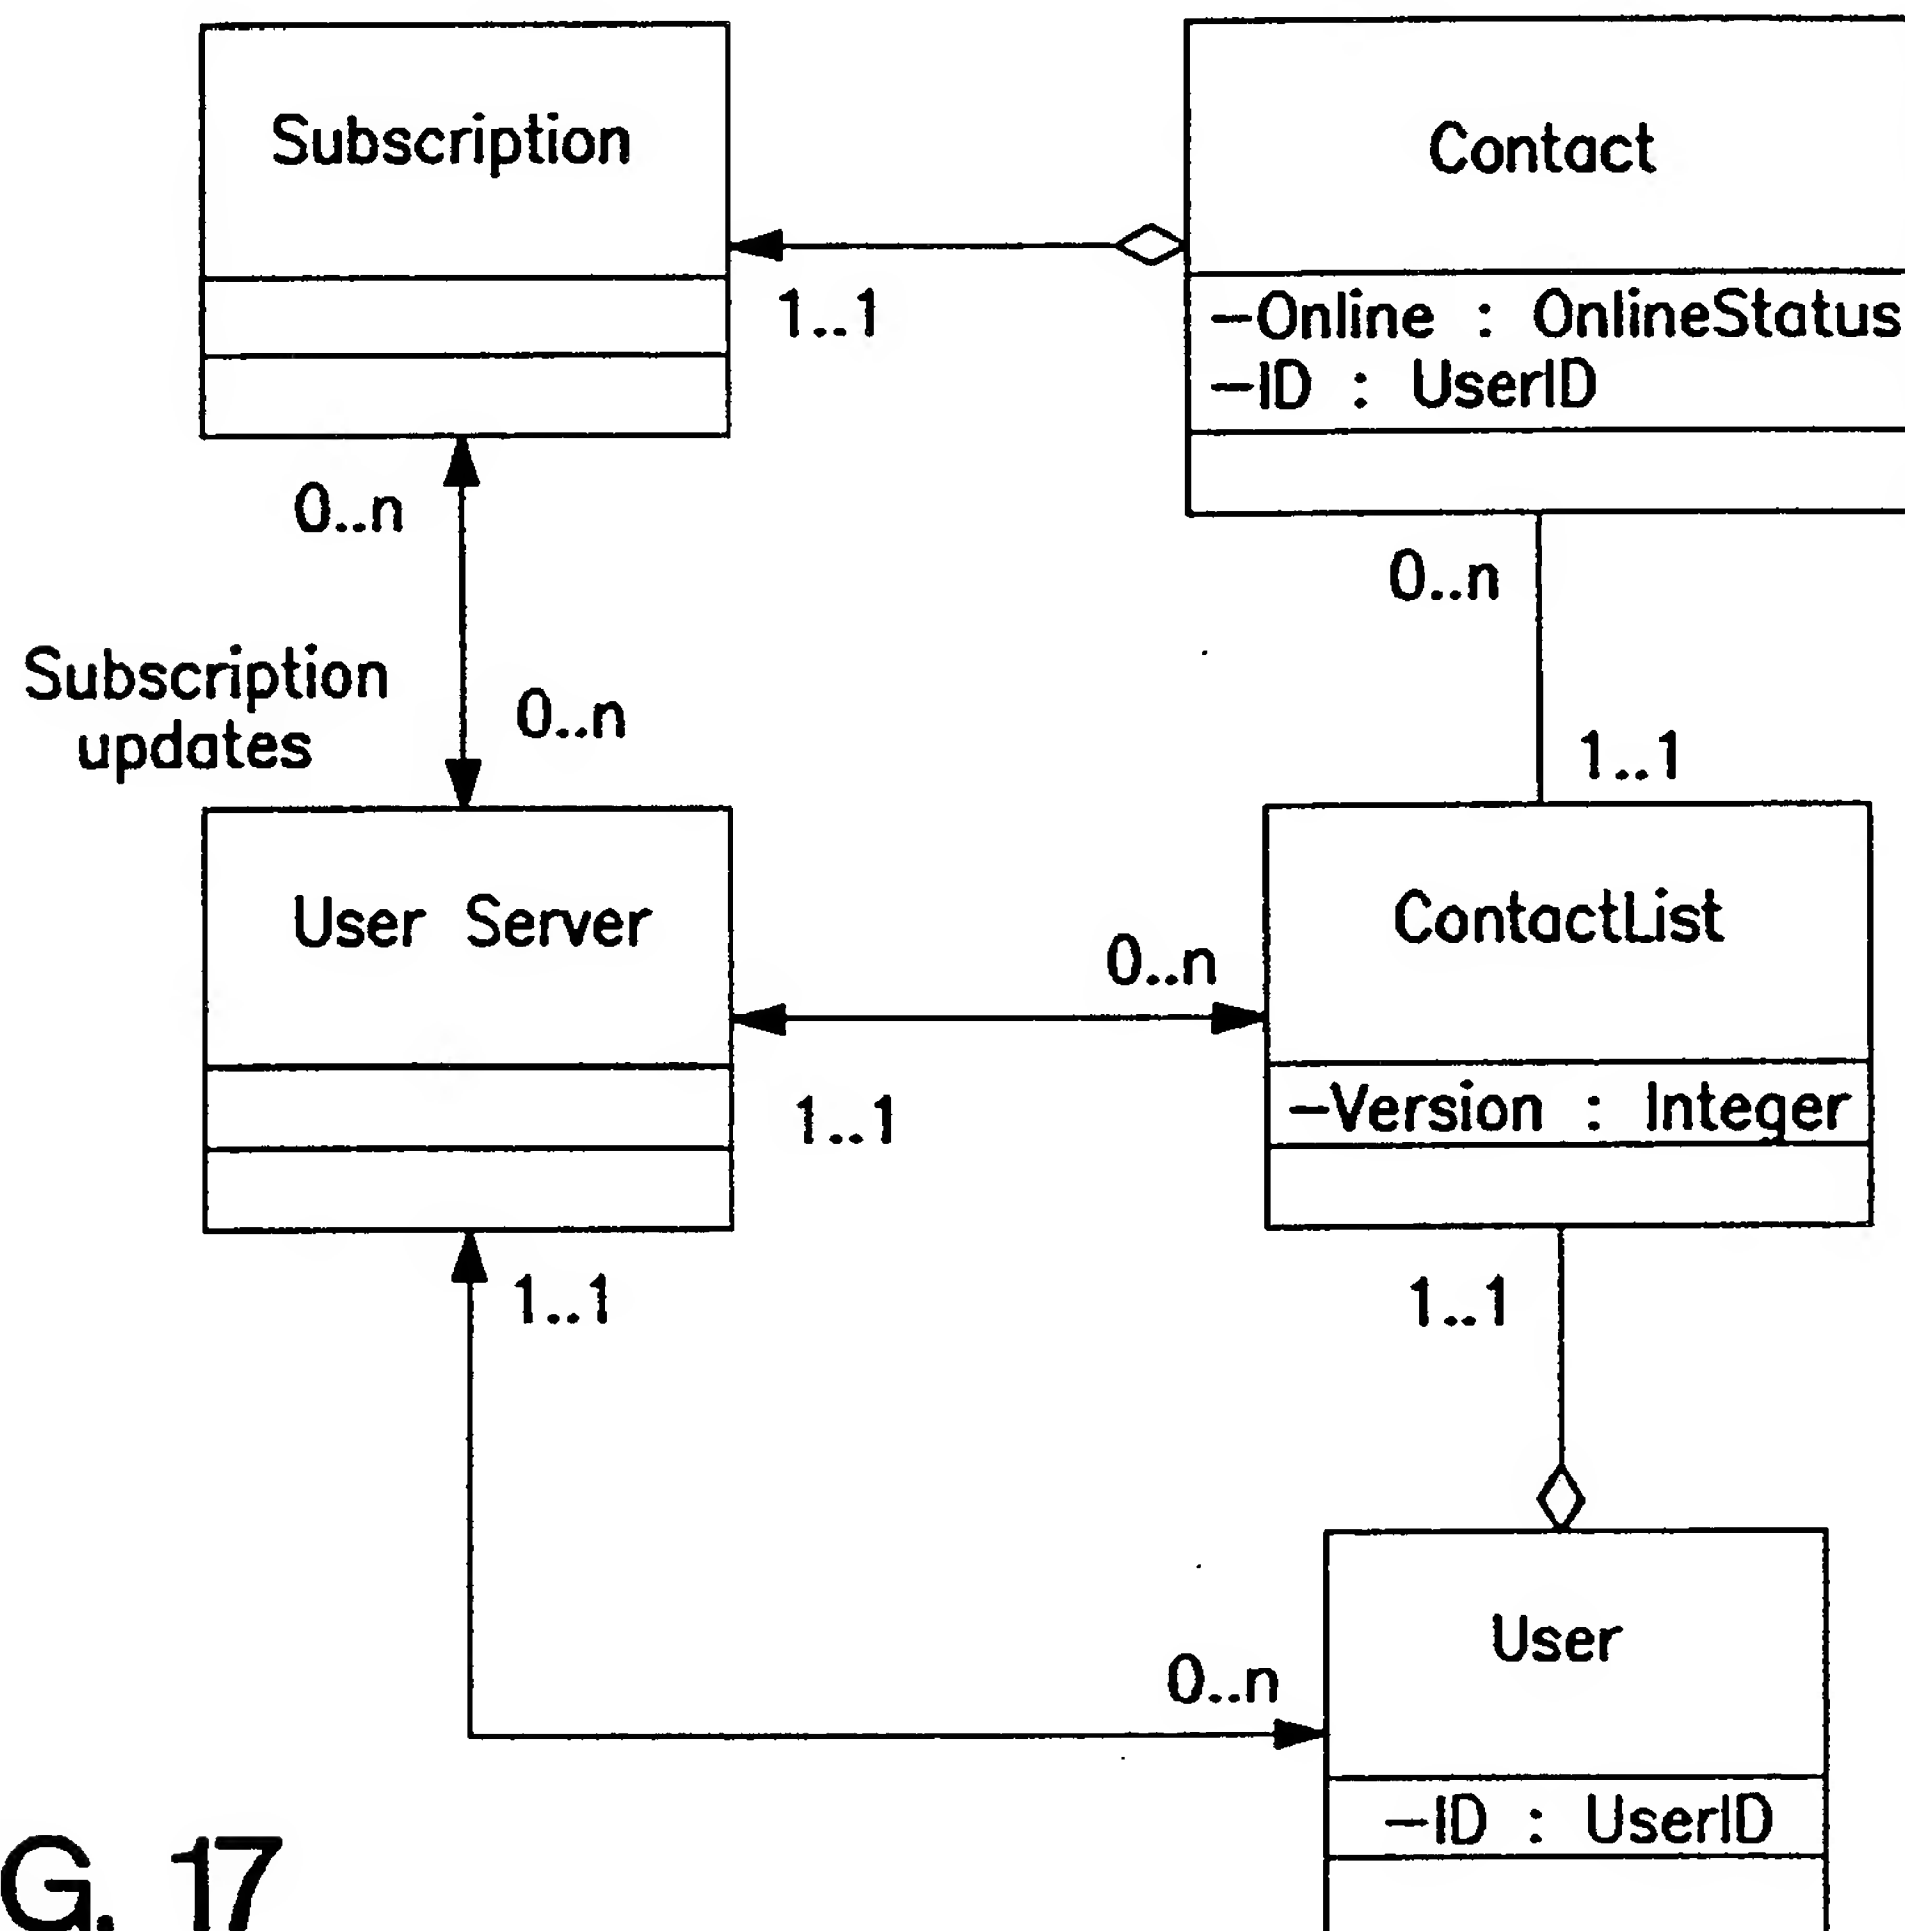 Subscription
Contact
1..1
–Online : OnlineStatus
–ID : UserID
0..n
0..n
Subscription
updates
0..n
1..1
User Server
ContactList
0..n
–Version : Integer
1..1
1..1
1..1
User
0..n
–ID : UserID
G. 17